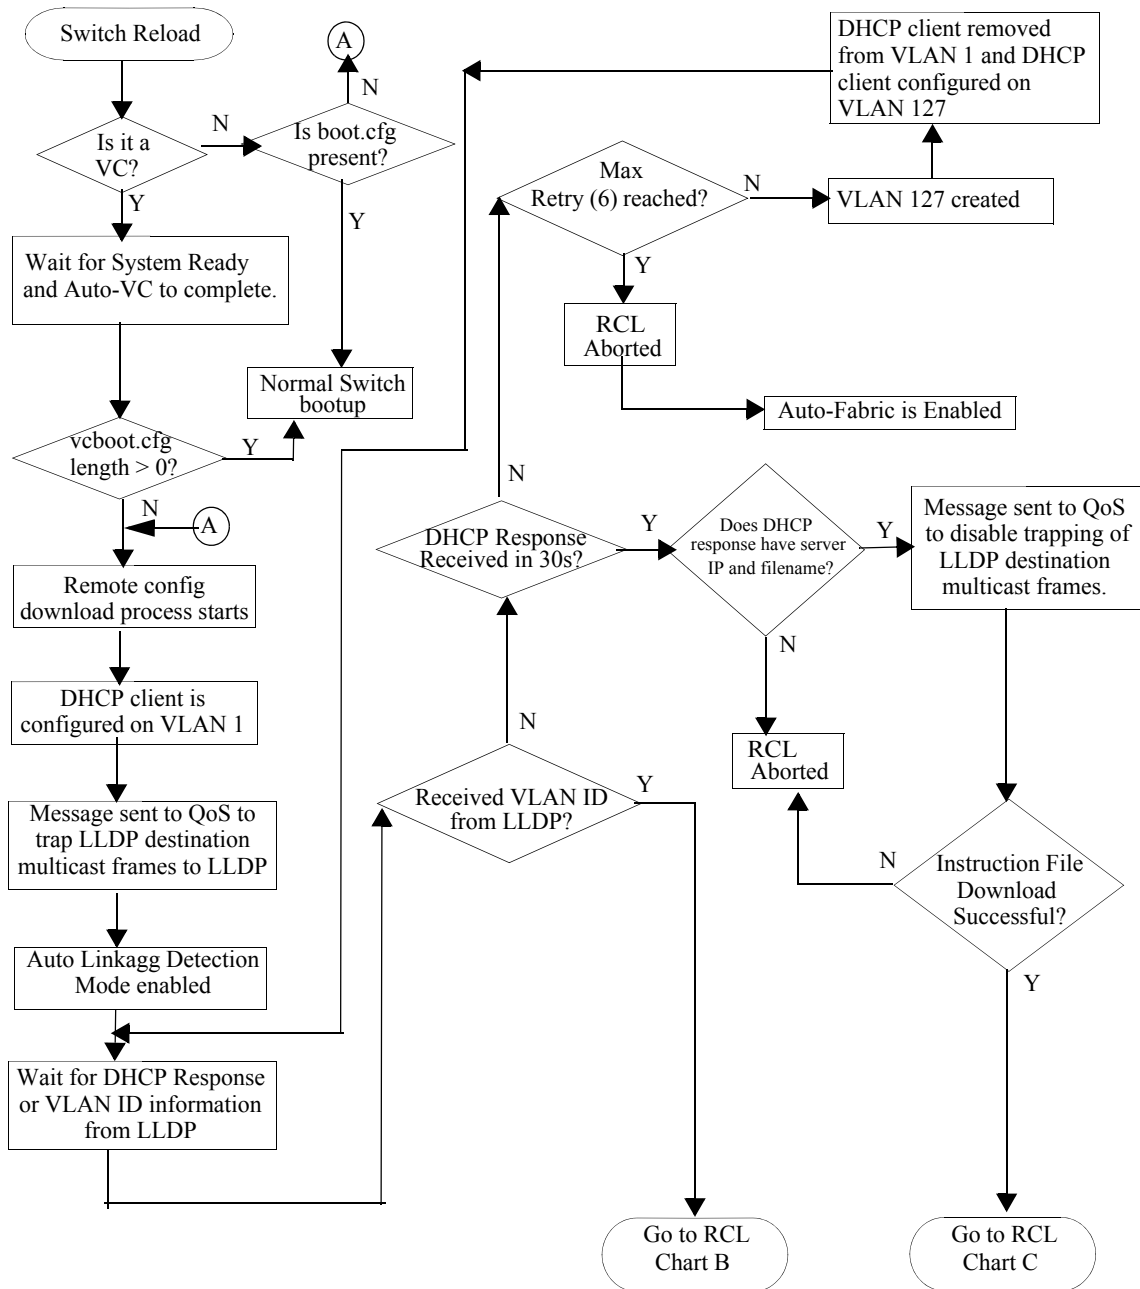 Switch Reload
Is it a
VC?
N
Y
Is boot.cfg
present?
N
A
Y
Wait for System Ready
and Auto-VC to complete.
Normal Switch
bootup
vcboot.cfg
length > 0?
Y
N
A
Remote config
download process starts
DHCP client is
configured on VLAN 1
Message sent to QoS to
trap LLDP destination
multicast frames to LLDP
Auto Linkagg Detection
Mode enabled
Wait for DHCP Response
or VLAN ID information
from LLDP
Received VLAN ID
from LLDP?
N
Y
Go to RCL
Chart B
DHCP Response
Received in 30s?
N
Y
Max
Retry (6) reached?
N
Y
VLAN 127 created
DHCP client removed
from VLAN 1 and DHCP
client configured on
VLAN 127
RCL
Aborted
Auto-Fabric is Enabled
Does DHCP
response have server
IP and filename?
Y
N
RCL
Aborted
Message sent to QoS
to disable trapping of
LLDP destination
multicast frames.
Instruction File
Download
Successful?
N
Y
Go to RCL
Chart C